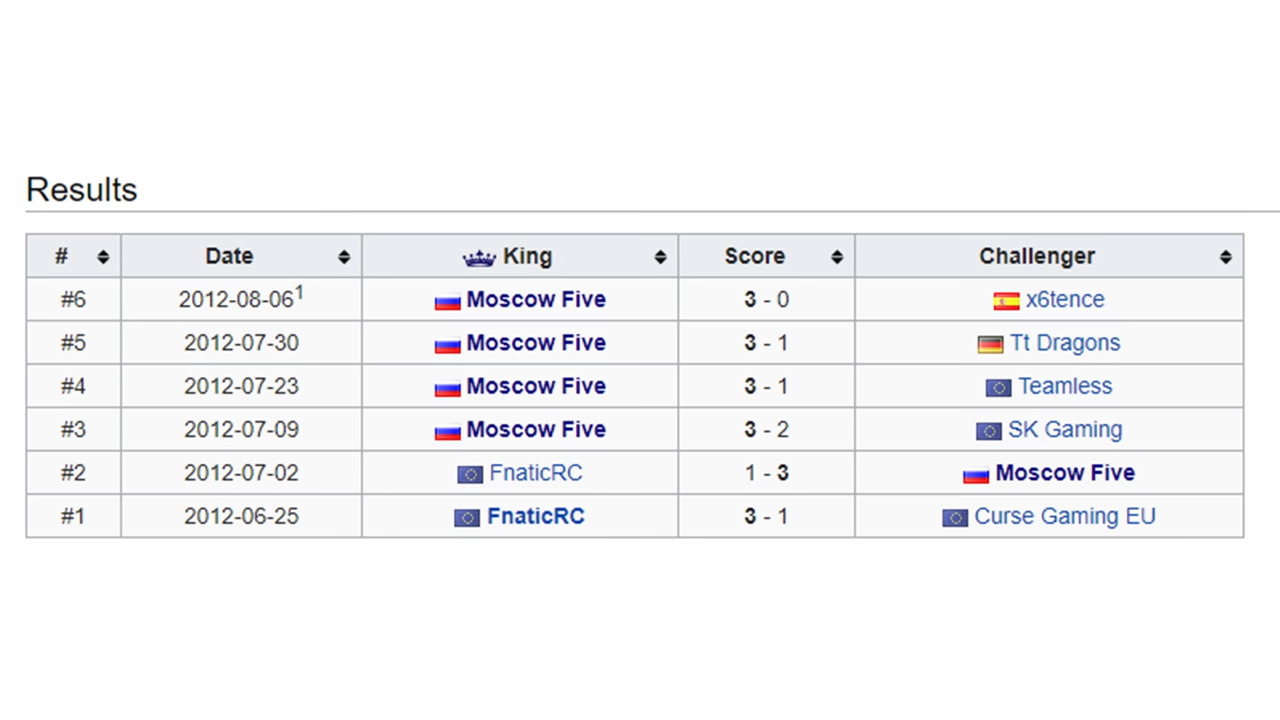 Results
# Date King Score Challenger
#6 2012-08-06¹ Moscow Five 3 - 0 x6tence
#5 2012-07-30 Moscow Five 3 - 1 Tt Dragons
#4 2012-07-23 Moscow Five 3 - 1 Teamless
#3 2012-07-09 Moscow Five 3 - 2 SK Gaming
#2 2012-07-02 FnaticRC 1 - 3 Moscow Five
#1 2012-06-25 FnaticRC 3 - 1 Curse Gaming EU